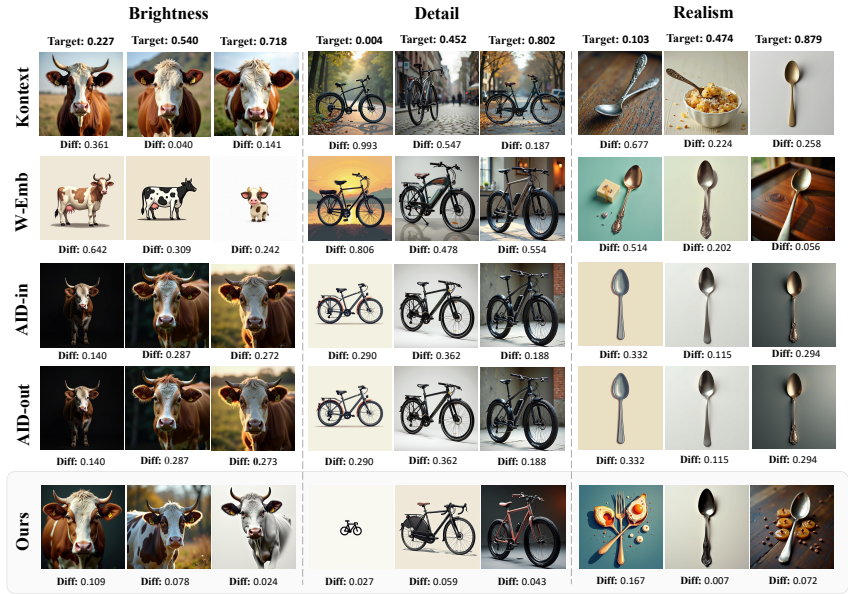 Brightness Detail Realism
Target: 0.227 Target: 0.540 Target: 0.718 Target: 0.004 Target: 0.452 Target: 0.802 Target: 0.103 Target: 0.474 Target: 0.879
Kontext
Diff: 0.361 Diff: 0.040 Diff: 0.141 Diff: 0.993 Diff: 0.547 Diff: 0.187 Diff: 0.677 Diff: 0.224 Diff: 0.258
W-Emb
Diff: 0.642 Diff: 0.309 Diff: 0.242 Diff: 0.806 Diff: 0.478 Diff: 0.554 Diff: 0.514 Diff: 0.202 Diff: 0.056
AID-in
Diff: 0.140 Diff: 0.287 Diff: 0.272 Diff: 0.290 Diff: 0.362 Diff: 0.188 Diff: 0.332 Diff: 0.115 Diff: 0.294
AID-out
Diff: 0.140 Diff: 0.287 Diff: 0.273 Diff: 0.290 Diff: 0.362 Diff: 0.188 Diff: 0.332 Diff: 0.115 Diff: 0.294
Ours
Diff: 0.109 Diff: 0.078 Diff: 0.024 Diff: 0.027 Diff: 0.059 Diff: 0.043 Diff: 0.167 Diff: 0.007 Diff: 0.072